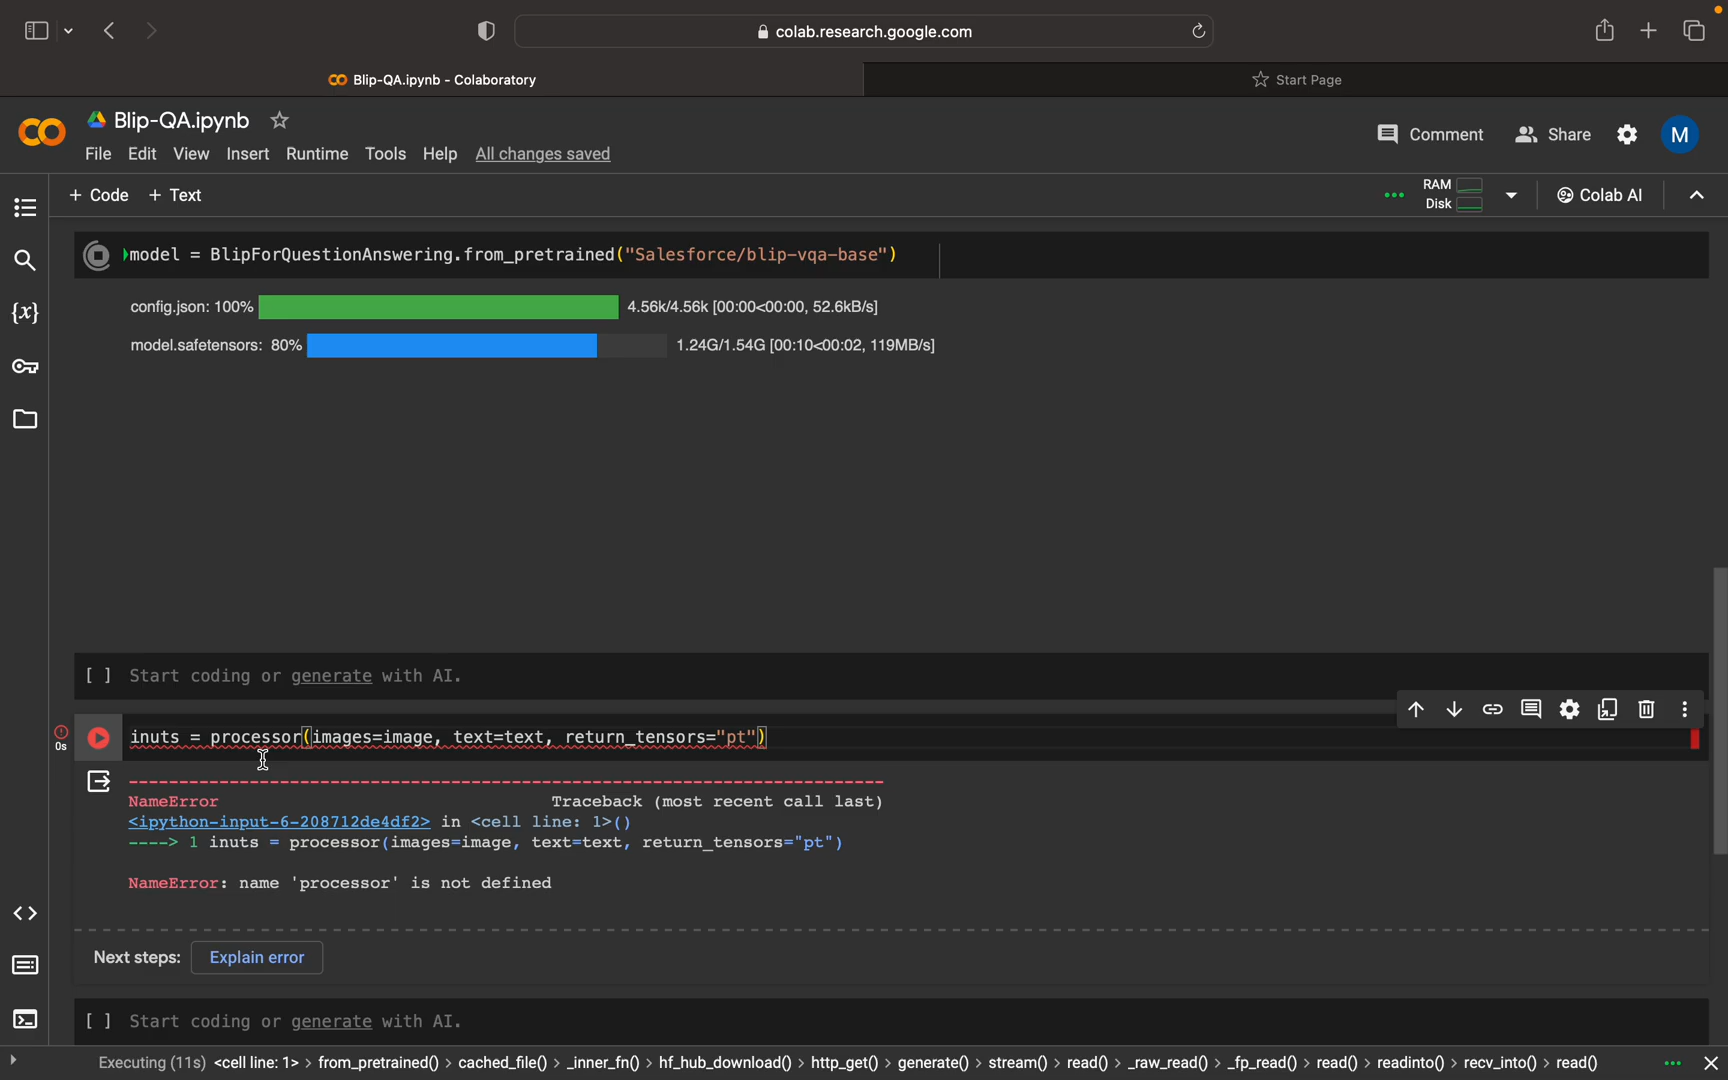 colab.research.google.com
Blip-QA.ipynb - Colaboratory
Start Page
Blip-QA.ipynb
Comment
Share
M
File Edit View Insert Runtime Tools Help All changes saved
+ Code + Text
RAM
Disk
Colab AI
model = BlipForQuestionAnswering.from_pretrained("Salesforce/blip-vqa-base")
config.json: 100% 4.56k/4.56k [00:00<00:00, 52.6kB/s]
model.safetensors: 80% 1.24G/1.54G [00:10<00:02, 119MB/s]
[ ] Start coding or generate with AI.
inuts = processor(images=image, text=text, return_tensors="pt")
0s
---------------------------------------------------------------------------
NameError Traceback (most recent call last)
<ipython-input-6-208712de4df2> in <cell line: 1>()
----> 1 inuts = processor(images=image, text=text, return_tensors="pt")
NameError: name 'processor' is not defined
Next steps: Explain error
[ ] Start coding or generate with AI.
Executing (11s) <cell line: 1> > from_pretrained() > cached_file() > _inner_fn() > hf_hub_download() > http_get() > generate() > stream() > read() > _raw_read() > _fp_read() > read() > readinto() > recv_into() > read()